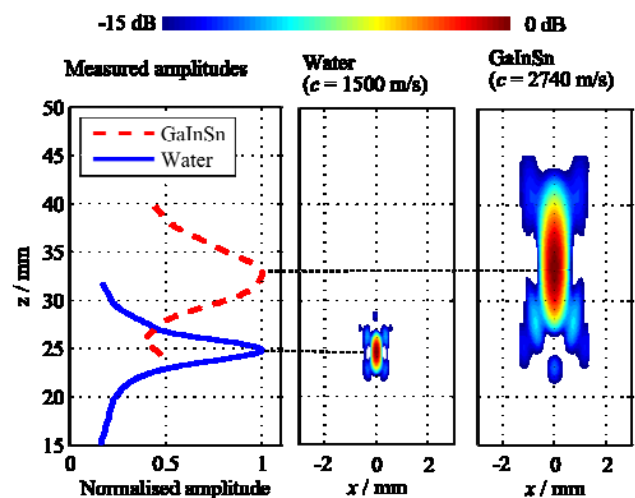 -15 dB 0 dB
Measured amplitudes
Water
(c = 1500 m/s)
GaInSn
(c = 2740 m/s)
GaInSn
Water
50
45
40
35
30
25
20
15
z / mm
0 0.5 1
Normalised amplitude
-2 0 2
x / mm
-2 0 2
x / mm